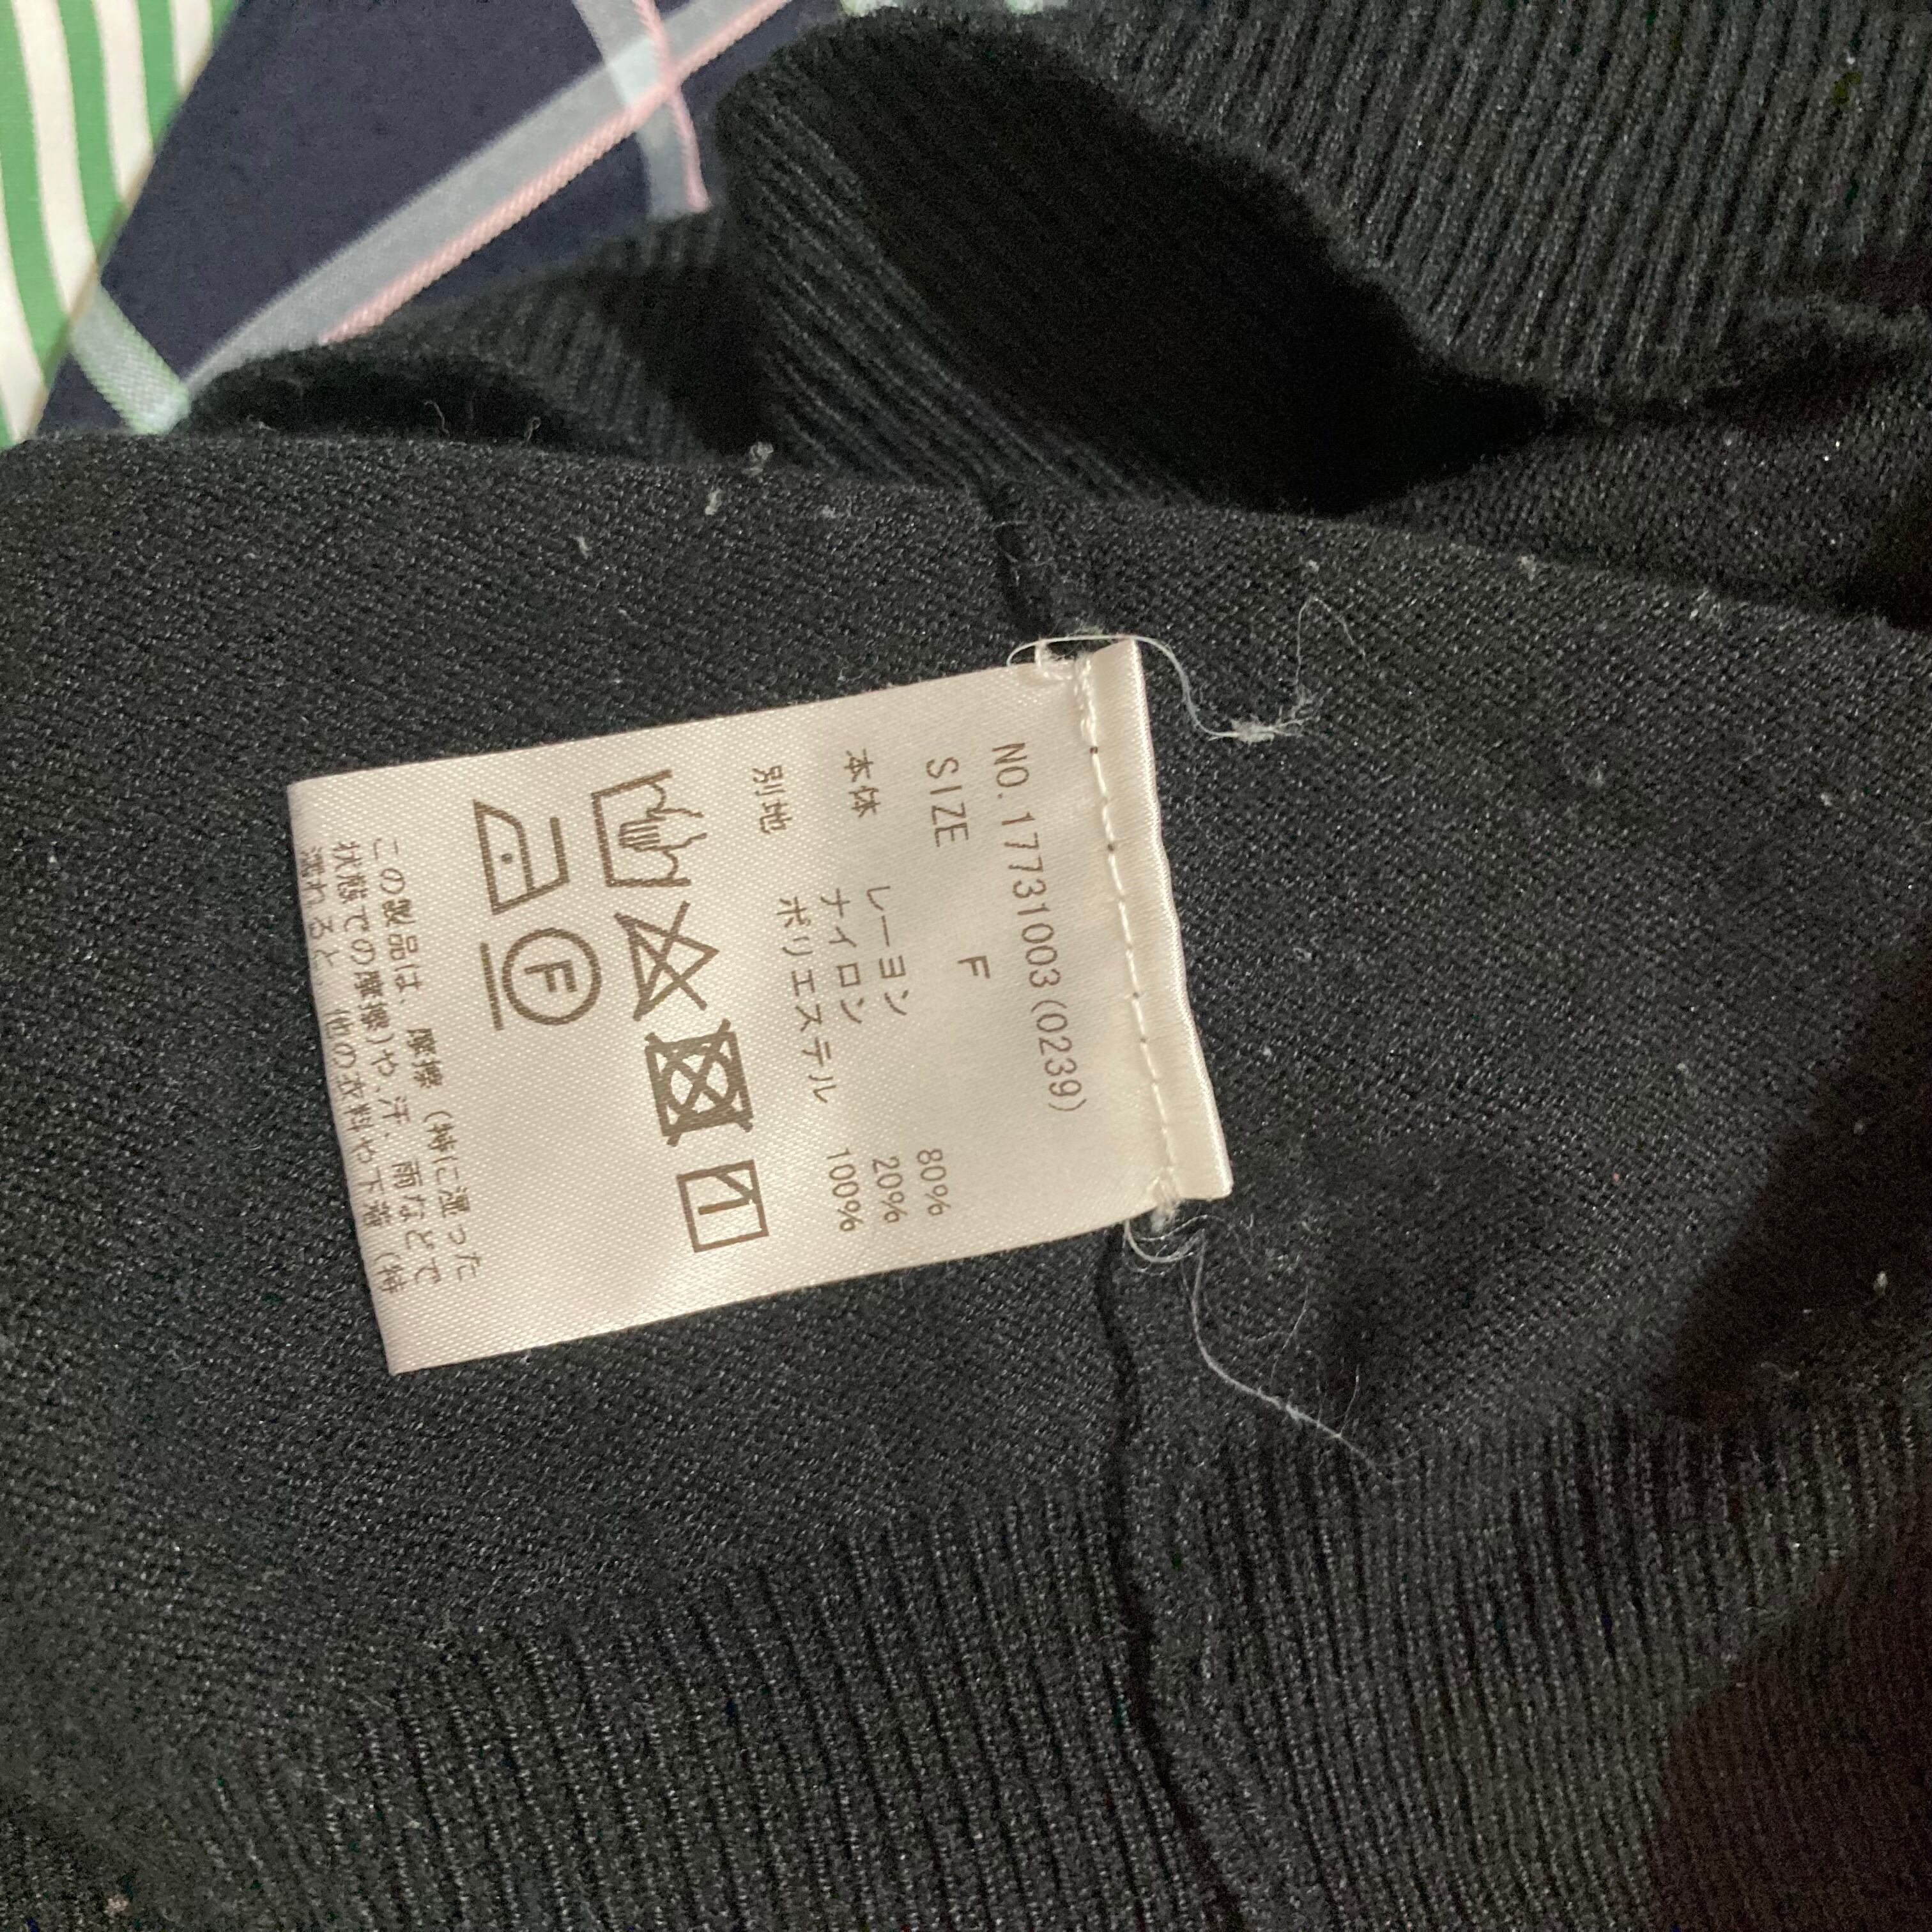 NO.177310003(0239)
SIZE F
本体 レーヨン 80%
ナイロン 20%
別地 ポリエステル 100%
F
この製品は、摩擦(特に湿った
状態での摩擦)や、汗、雨などで
濡れると、他の衣料や下着(特